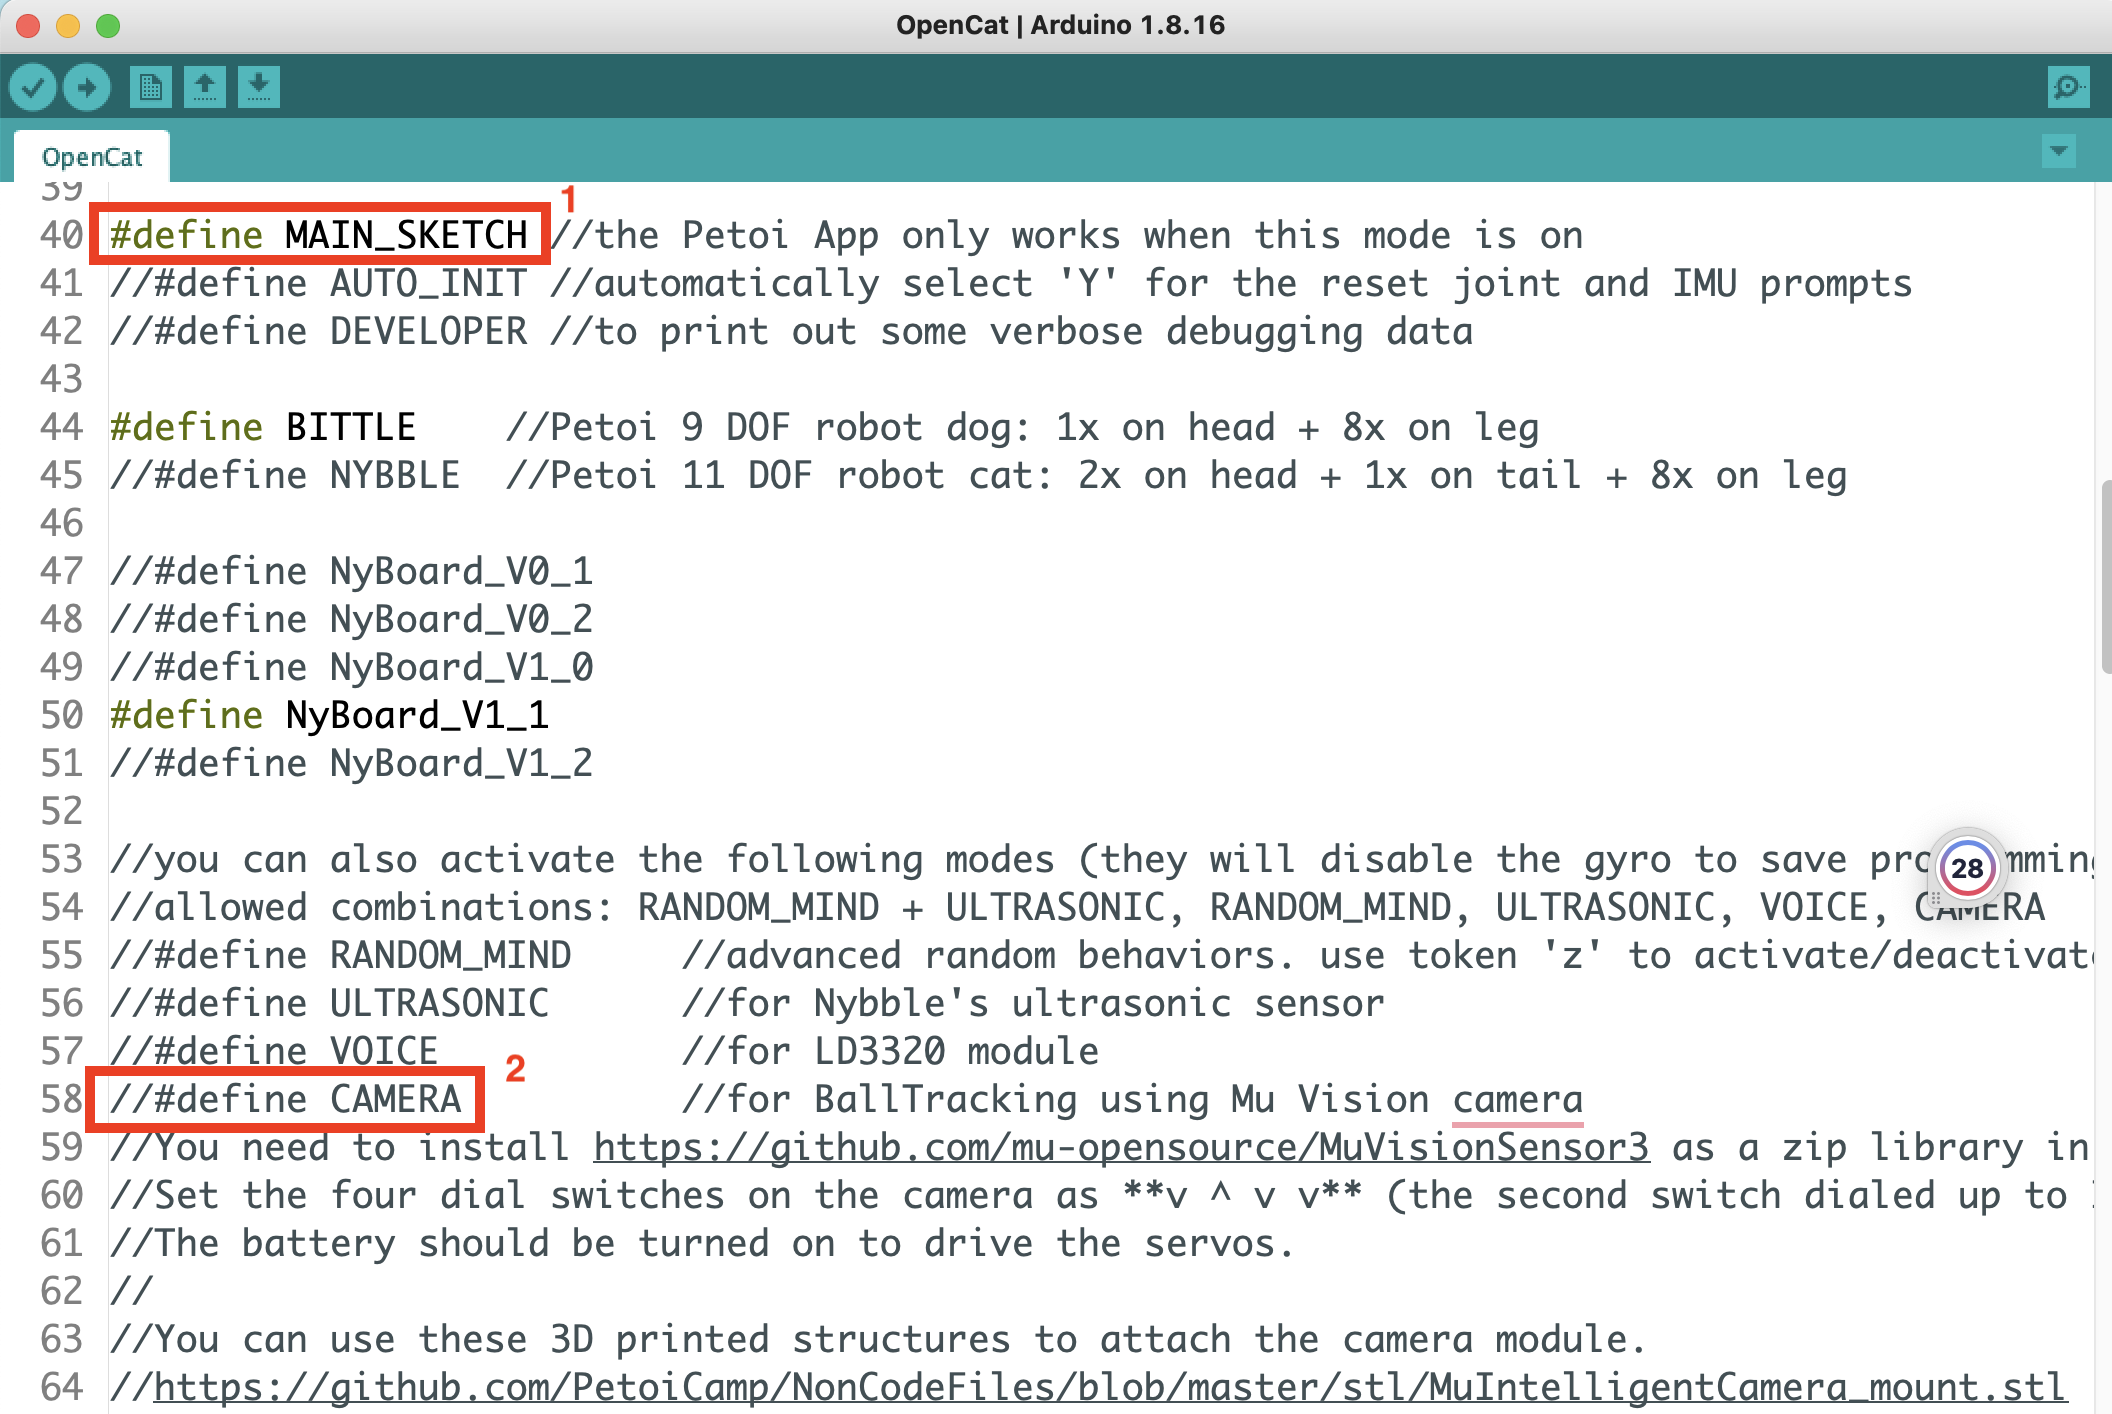 OpenCat | Arduino 1.8.16
OpenCat
39
1
40 #define MAIN_SKETCH //the Petoi App only works when this mode is on
41 //#define AUTO_INIT //automatically select 'Y' for the reset joint and IMU prompts
42 //#define DEVELOPER //to print out some verbose debugging data
43
44 #define BITTLE //Petoi 9 DOF robot dog: 1x on head + 8x on leg
45 //#define NYBBLE //Petoi 11 DOF robot cat: 2x on head + 1x on tail + 8x on leg
46
47 //#define NyBoard_V0_1
48 //#define NyBoard_V0_2
49 //#define NyBoard_V1_0
50 #define NyBoard_V1_1
51 //#define NyBoard_V1_2
52
53 //you can also activate the following modes (they will disable the gyro to save
28
54 //allowed combinations: RANDOM_MIND + ULTRASONIC, RANDOM_MIND, ULTRASONIC, VOICE, CAMERA
55 //#define RANDOM_MIND //advanced random behaviors. use token 'z' to activate/deactivat
56 //#define ULTRASONIC //for Nybble's ultrasonic sensor
57 //#define VOICE //for LD3320 module
2
58 //#define CAMERA //for BallTracking using Mu Vision camera
59 //You need to install https://github.com/mu-opensource/MuVisionSensor3 as a zip library in
60 //Set the four dial switches on the camera as **v ^ v v** (the second switch dialed up to
61 //The battery should be turned on to drive the servos.
62 //
63 //You can use these 3D printed structures to attach the camera module.
64 //https://github.com/PetoiCamp/NonCodeFiles/blob/master/stl/MuIntelligentCamera_mount.stl